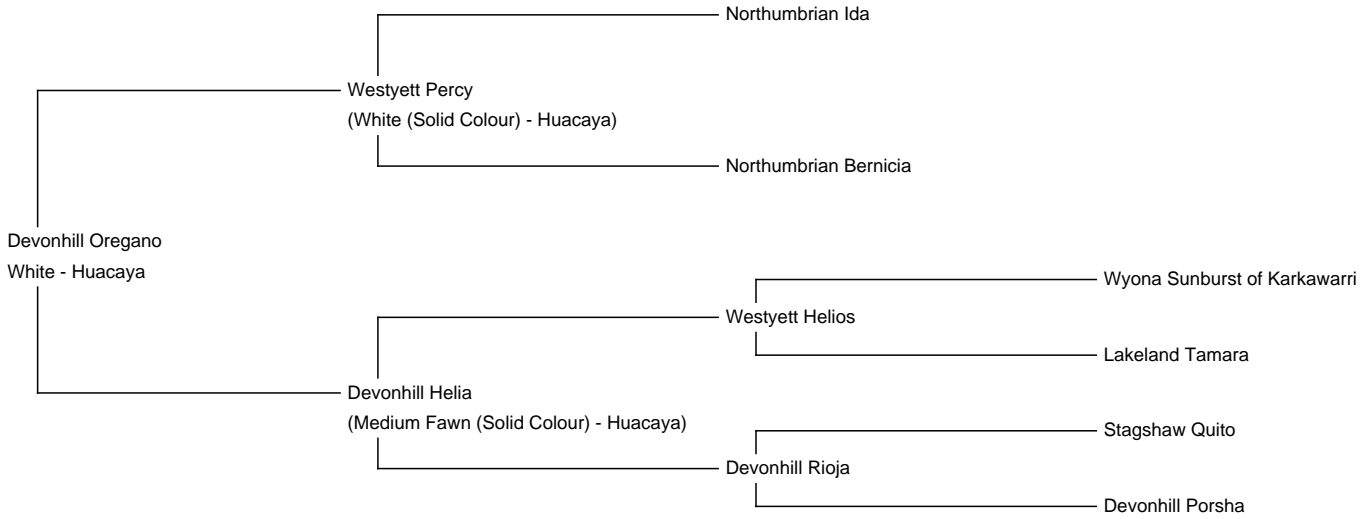 Northumbrian Ida
Westyett Percy
(White (Solid Colour) - Huacaya)
Northumbrian Bernicia
Devonhill Oregano
White - Huacaya
Wyona Sunburst of Karkawarri
Westyett Helios
Lakeland Tamara
Devonhill Helia
(Medium Fawn (Solid Colour) - Huacaya)
Stagshaw Quito
Devonhill Rioja
Devonhill Porsha